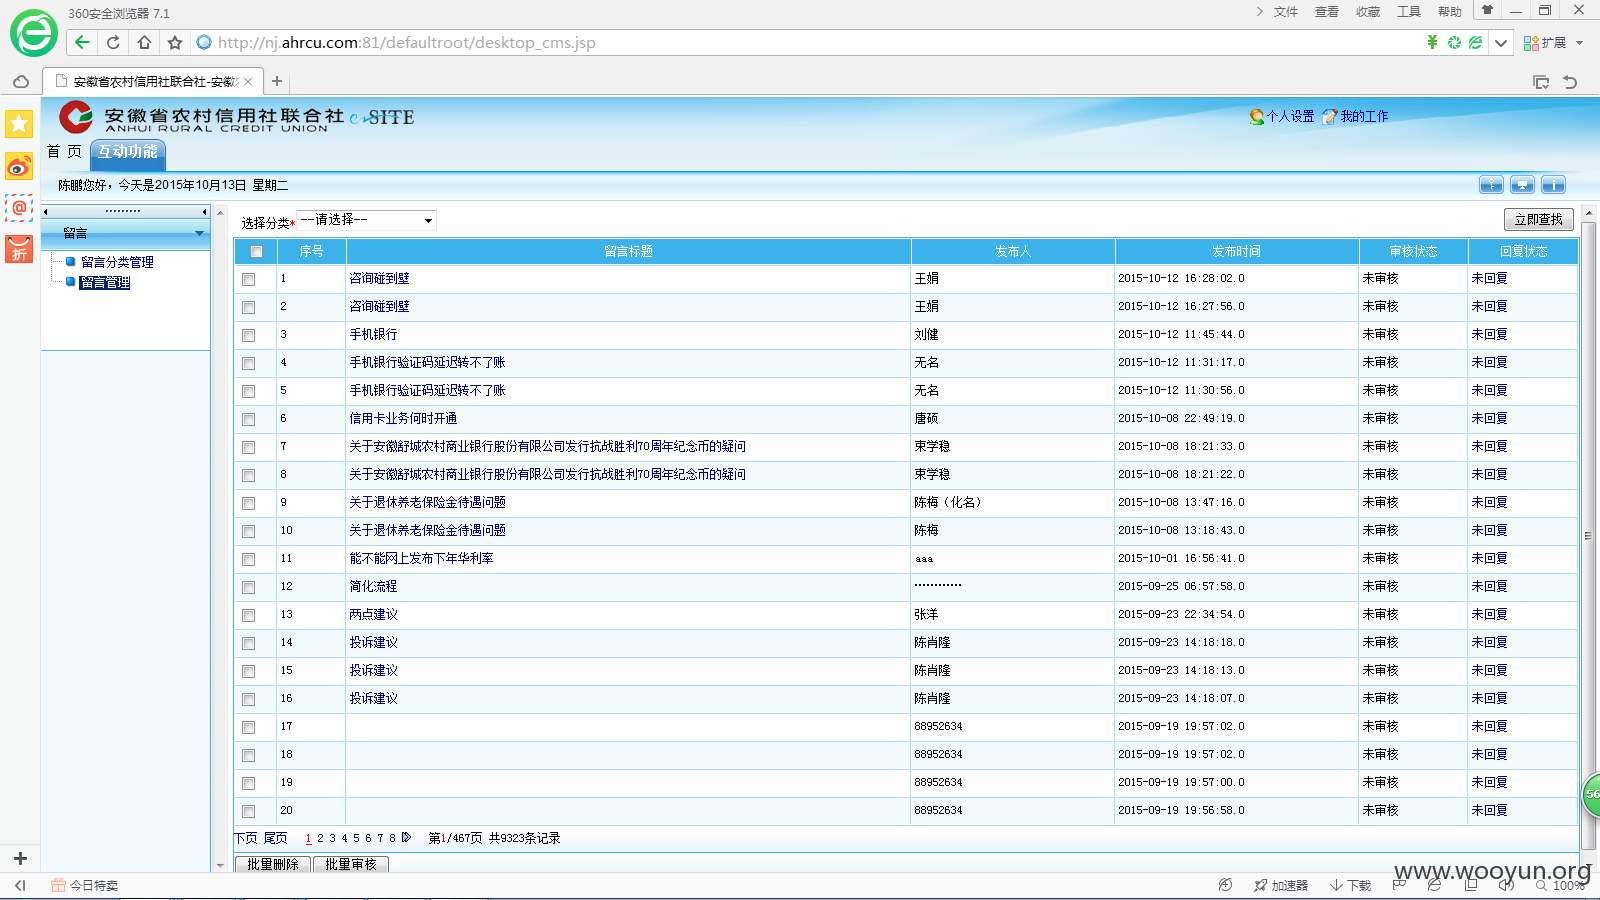 360安全浏览器 7.1
文件 查看 收藏 工具 帮助
http://nj.ahrcu.com:81/defaultroot/desktop_cms.jsp
扩展
安徽省农村信用社联合社-安徽
安徽省农村信用社联合社 e-SITE
ANHUI RURAL CREDIT UNION
个人设置 我的工作
首 页 互动功能
陈鹏您好，今天是2015年10月13日 星期二
留言
留言分类管理
留言管理
选择分类* --请选择-- 立即查找
序号 留言标题 发布人 发布时间 审核状态 回复状态
1 咨询碰到壁 王娟 2015-10-12 16:28:02.0 未审核 未回复
2 咨询碰到壁 王娟 2015-10-12 16:27:56.0 未审核 未回复
3 手机银行 刘健 2015-10-12 11:45:44.0 未审核 未回复
4 手机银行验证码延迟转不了账 无名 2015-10-12 11:31:17.0 未审核 未回复
5 手机银行验证码延迟转不了账 无名 2015-10-12 11:30:56.0 未审核 未回复
6 信用卡业务何时开通 唐硕 2015-10-08 22:49:19.0 未审核 未回复
7 关于安徽舒城农村商业银行股份有限公司发行抗战胜利70周年纪念币的疑问 束学稳 2015-10-08 18:21:33.0 未审核 未回复
8 关于安徽舒城农村商业银行股份有限公司发行抗战胜利70周年纪念币的疑问 束学稳 2015-10-08 18:21:22.0 未审核 未回复
9 关于退休养老保险金待遇问题 陈梅（化名） 2015-10-08 13:47:16.0 未审核 未回复
10 关于退休养老保险金待遇问题 陈梅 2015-10-08 13:18:43.0 未审核 未回复
11 能不能网上发布下年华利率 aaa 2015-10-01 16:56:41.0 未审核 未回复
12 简化流程 ············ 2015-09-25 06:57:58.0 未审核 未回复
13 两点建议 张洋 2015-09-23 22:34:54.0 未审核 未回复
14 投诉建议 陈肖隆 2015-09-23 14:18:18.0 未审核 未回复
15 投诉建议 陈肖隆 2015-09-23 14:18:13.0 未审核 未回复
16 投诉建议 陈肖隆 2015-09-23 14:18:07.0 未审核 未回复
17 88952634 2015-09-19 19:57:02.0 未审核 未回复
18 88952634 2015-09-19 19:57:02.0 未审核 未回复
19 88952634 2015-09-19 19:57:00.0 未审核 未回复
20 88952634 2015-09-19 19:56:58.0 未审核 未回复
下页 尾页 1 2 3 4 5 6 7 8 第1/467页 共9323条记录
批量删除 批量审核
折
56
www.wooyun.org
今日特卖 加速器 下载 100%